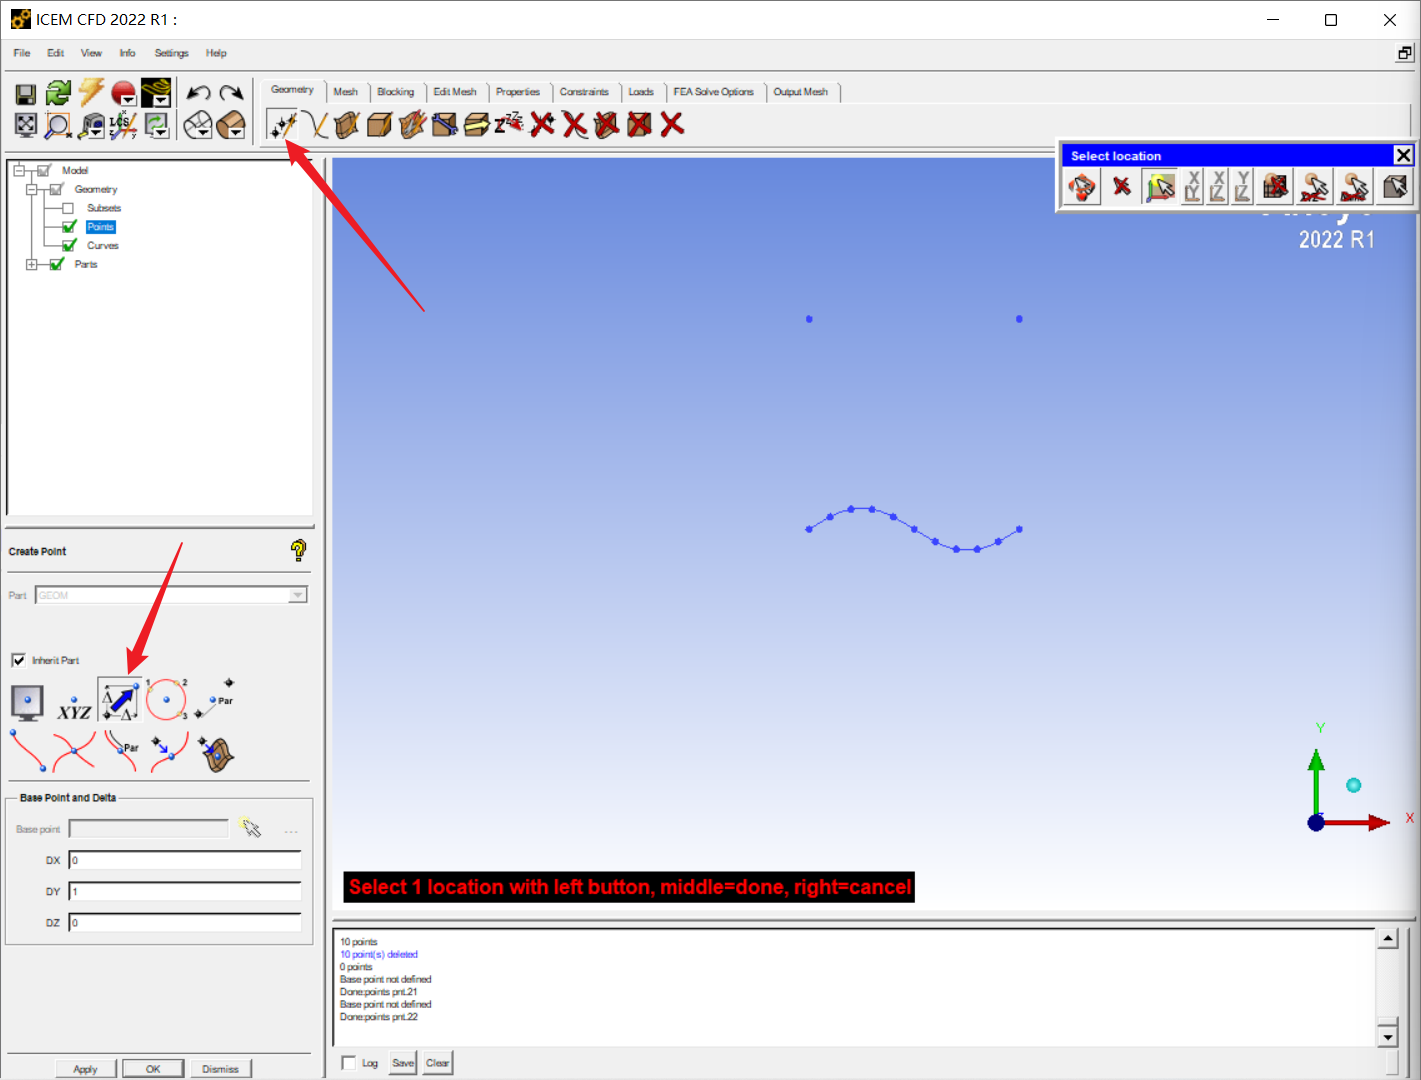 ICEM CFD 2022 R1 :
File Edit View Info Settings Help
Geometry Mesh Blocking Edit Mesh Properties Constraints Loads FEA Solve Options Output Mesh
Select location
Model
Geometry
Subsets
Points
Curves
Parts
2022 R1
Create Point
Part GEOM
Inherit Part
XYZ
1 2 3
Par
Par
Base Point and Delta
Base point ...
DX 0
DY 1
DZ 0
Apply OK Dismiss
Y
X
Select 1 location with left button, middle=done, right=cancel
10 points
10 point(s) deleted
0 points
Base point not defined
Done:points pnt.21
Base point not defined
Done:points pnt.22
Log Save Clear